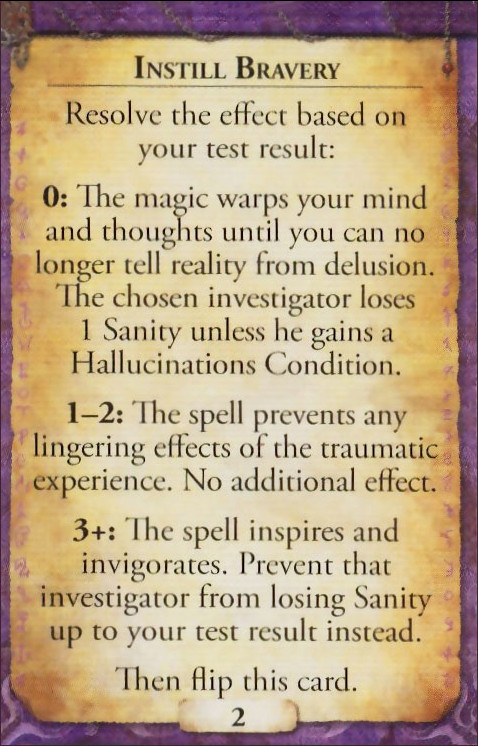 Instill Bravery
Resolve the effect based on
your test result:
0: The magic warps your mind
and thoughts until you can no
longer tell reality from delusion.
The chosen investigator loses
1 Sanity unless he gains a
Hallucinations Condition.
1–2: The spell prevents any
lingering effects of the traumatic
experience. No additional effect.
3+: The spell inspires and
invigorates. Prevent that
investigator from losing Sanity
up to your test result instead.
Then flip this card.
2